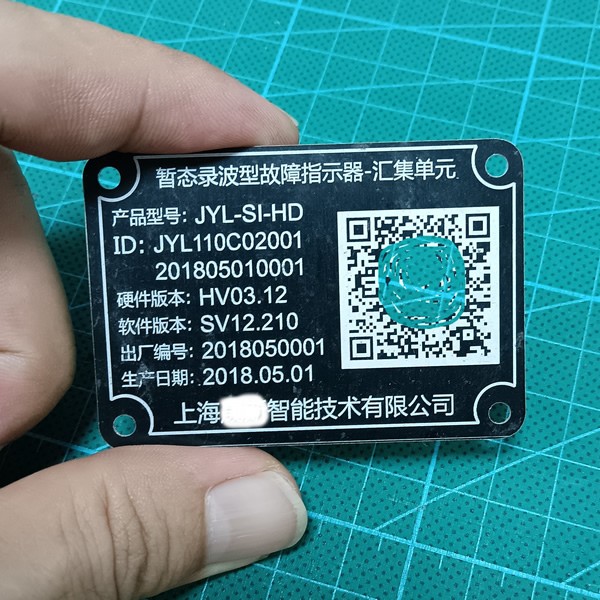 暂态录波型故障指示器-汇集单元
产品型号: JYL-SI-HD
ID: JYL110C02001
201805010001
硬件版本: HV03.12
软件版本: SV12.210
出厂编号: 2018050001
生产日期: 2018.05.01
上海智能技术有限公司